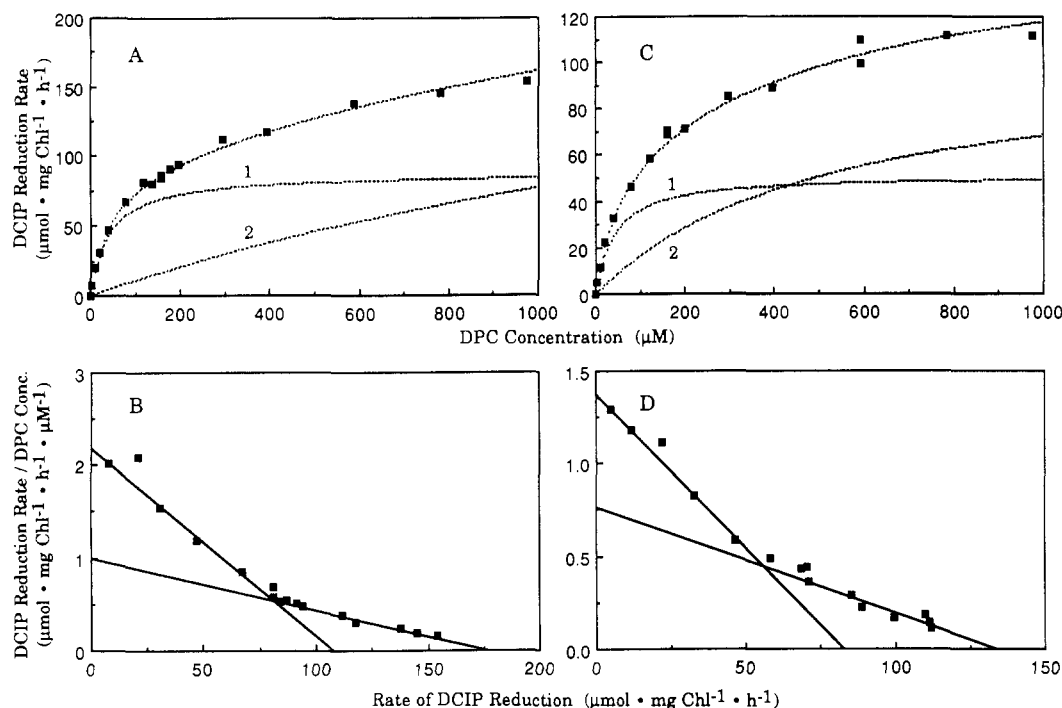 A
C
DCIP Reduction Rate
(μmol • mg Chl⁻¹ • h⁻¹)
200
150
100
50
0
1
2
0 200 400 600 800 1000
120
100
80
60
40
20
0
1
2
0 200 400 600 800 1000
DPC Concentration (μM)
B
D
DCIP Reduction Rate / DPC Conc.
(μmol • mg Chl⁻¹ • h⁻¹ • μM⁻¹)
3
2
1
0
0 50 100 150 200
1.5
1.0
0.5
0.0
0 50 100 150
Rate of DCIP Reduction (μmol • mg Chl⁻¹ • h⁻¹)